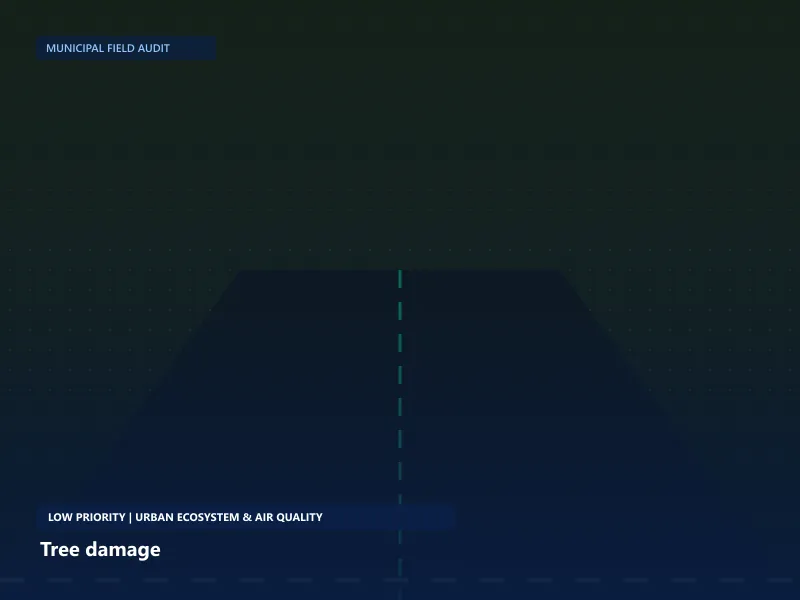 MUNICIPAL FIELD AUDIT
LOW PRIORITY | URBAN ECOSYSTEM & AIR QUALITY
Tree damage